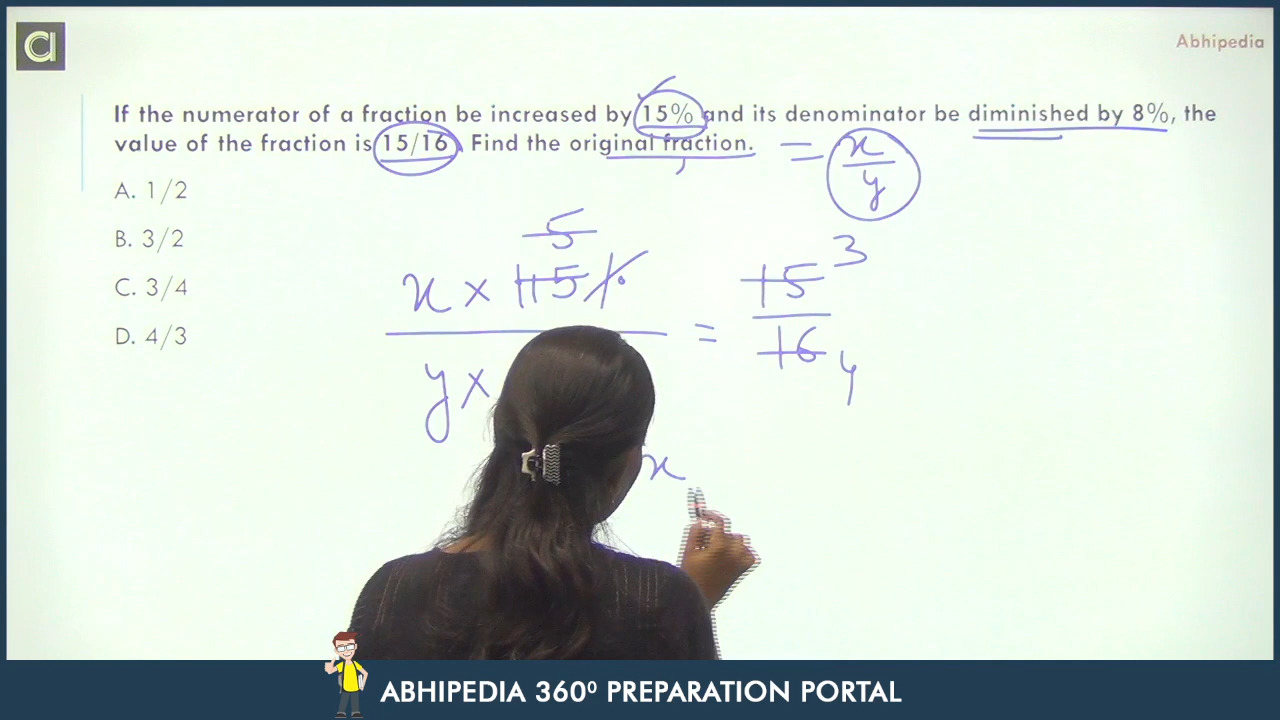 Abhipedia
If the numerator of a fraction be increased by 15% and its denominator be diminished by 8%, the
value of the fraction is 15/16. Find the original fraction. = x/y
A. 1/2
B. 3/2
C. 3/4
D. 4/3
5
x × 115%
y ×
=
15 3
16 4
x
ABHIPEDIA 360º PREPARATION PORTAL